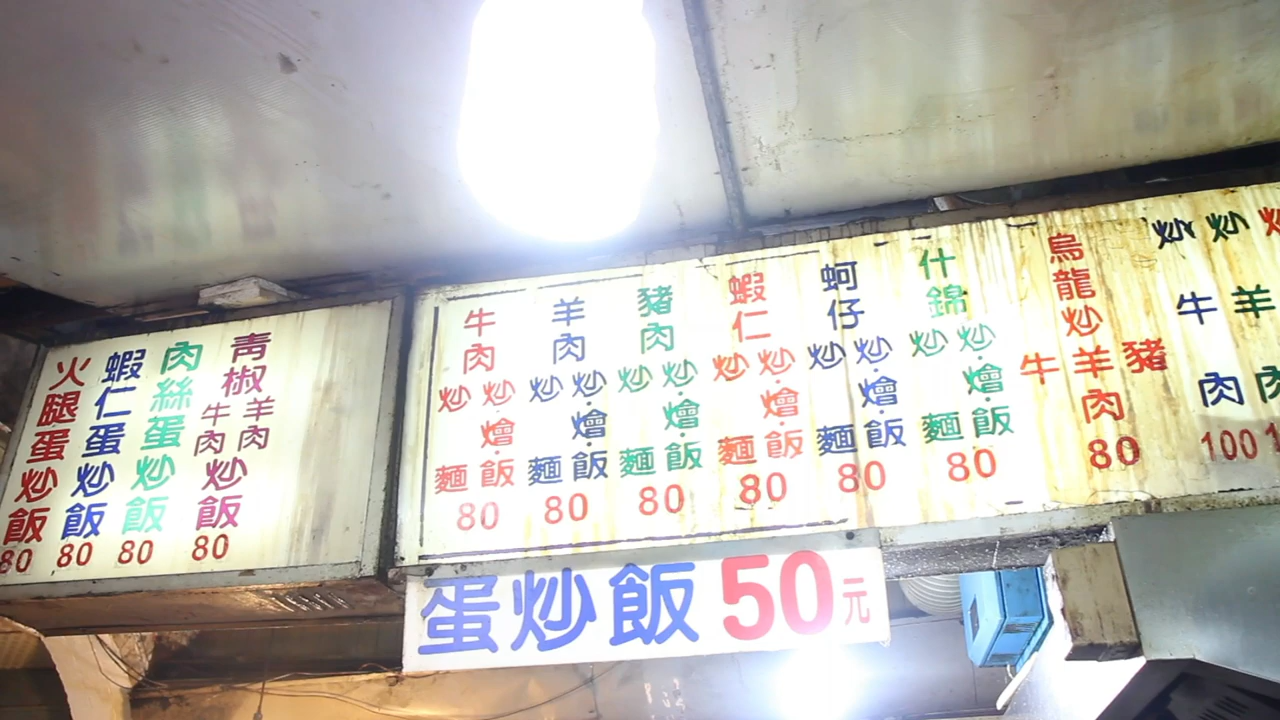 火腿蛋炒飯
80
蝦仁蛋炒飯
80
肉絲蛋炒飯
80
青椒牛肉羊肉炒飯
80
牛肉
炒麵 炒·燴飯
80
羊肉
炒麵 炒·燴·飯
80
豬肉
炒麵 炒·燴·飯
80
蝦仁
炒麵 炒·燴飯
80
蚵仔
炒麵 炒·燴·飯
80
什錦
炒麵 炒·燴·飯
80
烏龍炒
牛羊豬
肉
80
炒牛肉
100
炒羊肉
蛋炒飯50元